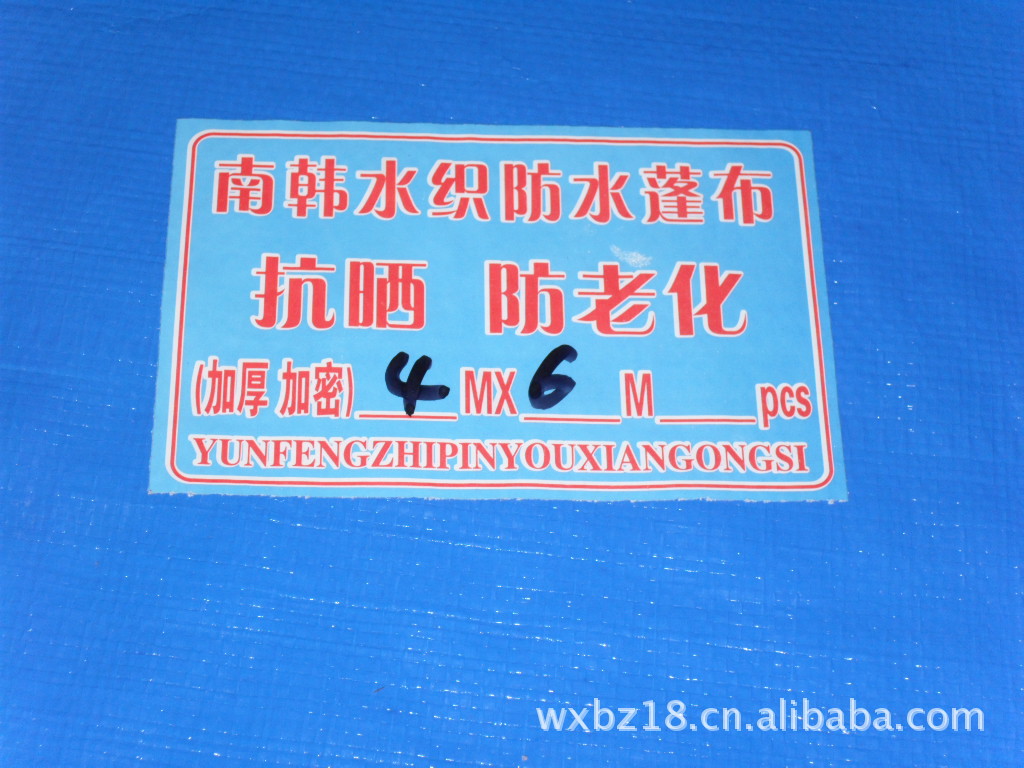 南韩水织防水蓬布
抗晒 防老化
(加厚 加密) 4 MX 6 M pcs
YUNFENGZHIPINYOUXIANGONGSI
wxbz18.cn.alibaba.com